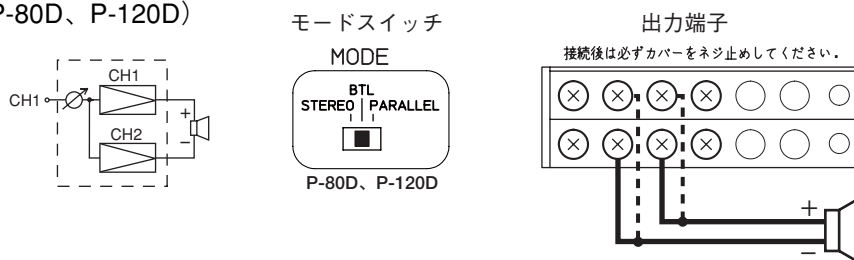 P-80D、P-120D）
CH1
CH1
CH2
+
−
モードスイッチ
MODE
BTL
STEREO PARALLEL
P-80D、P-120D
出力端子
接続後は必ずカバーをネジ止めしてください．
+
−